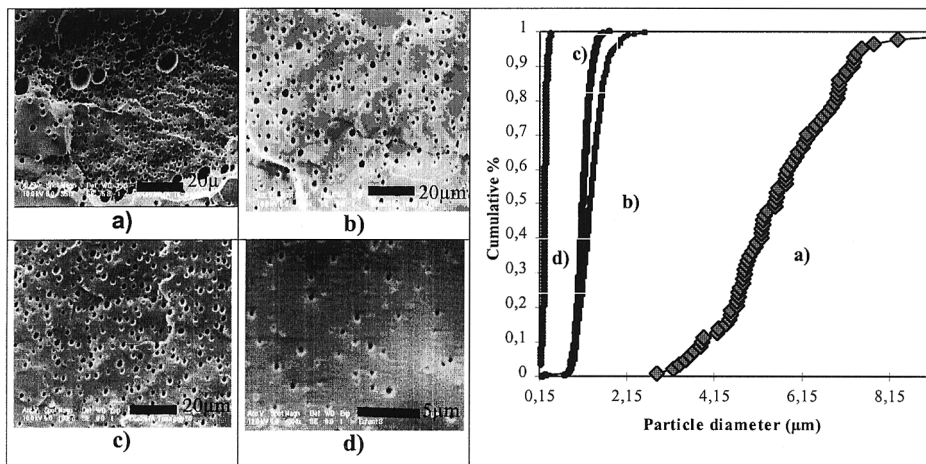 20µ
a)
20µm
b)
20µm
c)
5µm
d)
Cumulative %
1
0,9
0,8
0,7
0,6
0,5
0,4
0,3
0,2
0,1
0
c)
b)
d)
a)
0,15 2,15 4,15 6,15 8,15
Particle diameter (µm)